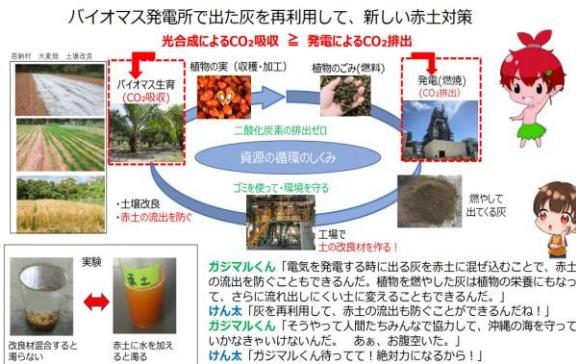 バイオマス発電所で出た灰を再利用して、新しい赤土対策
光合成によるCO₂吸収 ≧ 発電によるCO₂排出
恩納村 大麦畑 土壌改良
バイオマス生育
(CO₂吸収)
植物の実（収穫・加工）
植物のごみ(燃料)
発電(燃焼)
(CO₂排出)
二酸化炭素の排出ゼロ
資源の循環のしくみ
ゴミを使って・環境を守る
・土壌改良
・赤土の流出を防ぐ
工場で
土の改良材を作る！
燃やして
出てくる灰
実験
赤土
改良材混合すると
濁らない
赤土に水を加え
ると濁る
ガジマルくん「電気を発電する時に出る灰を赤土に混ぜ込むことで、赤土
の流出を防ぐこともできるんだ。植物を燃やした灰は植物の栄養にもなっ
て、さらに流れ出しにくい土に変えることもできるんだ。」
けん太「灰を再利用して、赤土の流出も防ぐことができるんだね！」
ガジマルくん「そうやって人間たちみんなで協力して、沖縄の海を守って
いかなきゃいけないんだ。 あぁ、お腹空いた。」
けん太「ガジマルくん待ってて！絶対力になるから！」